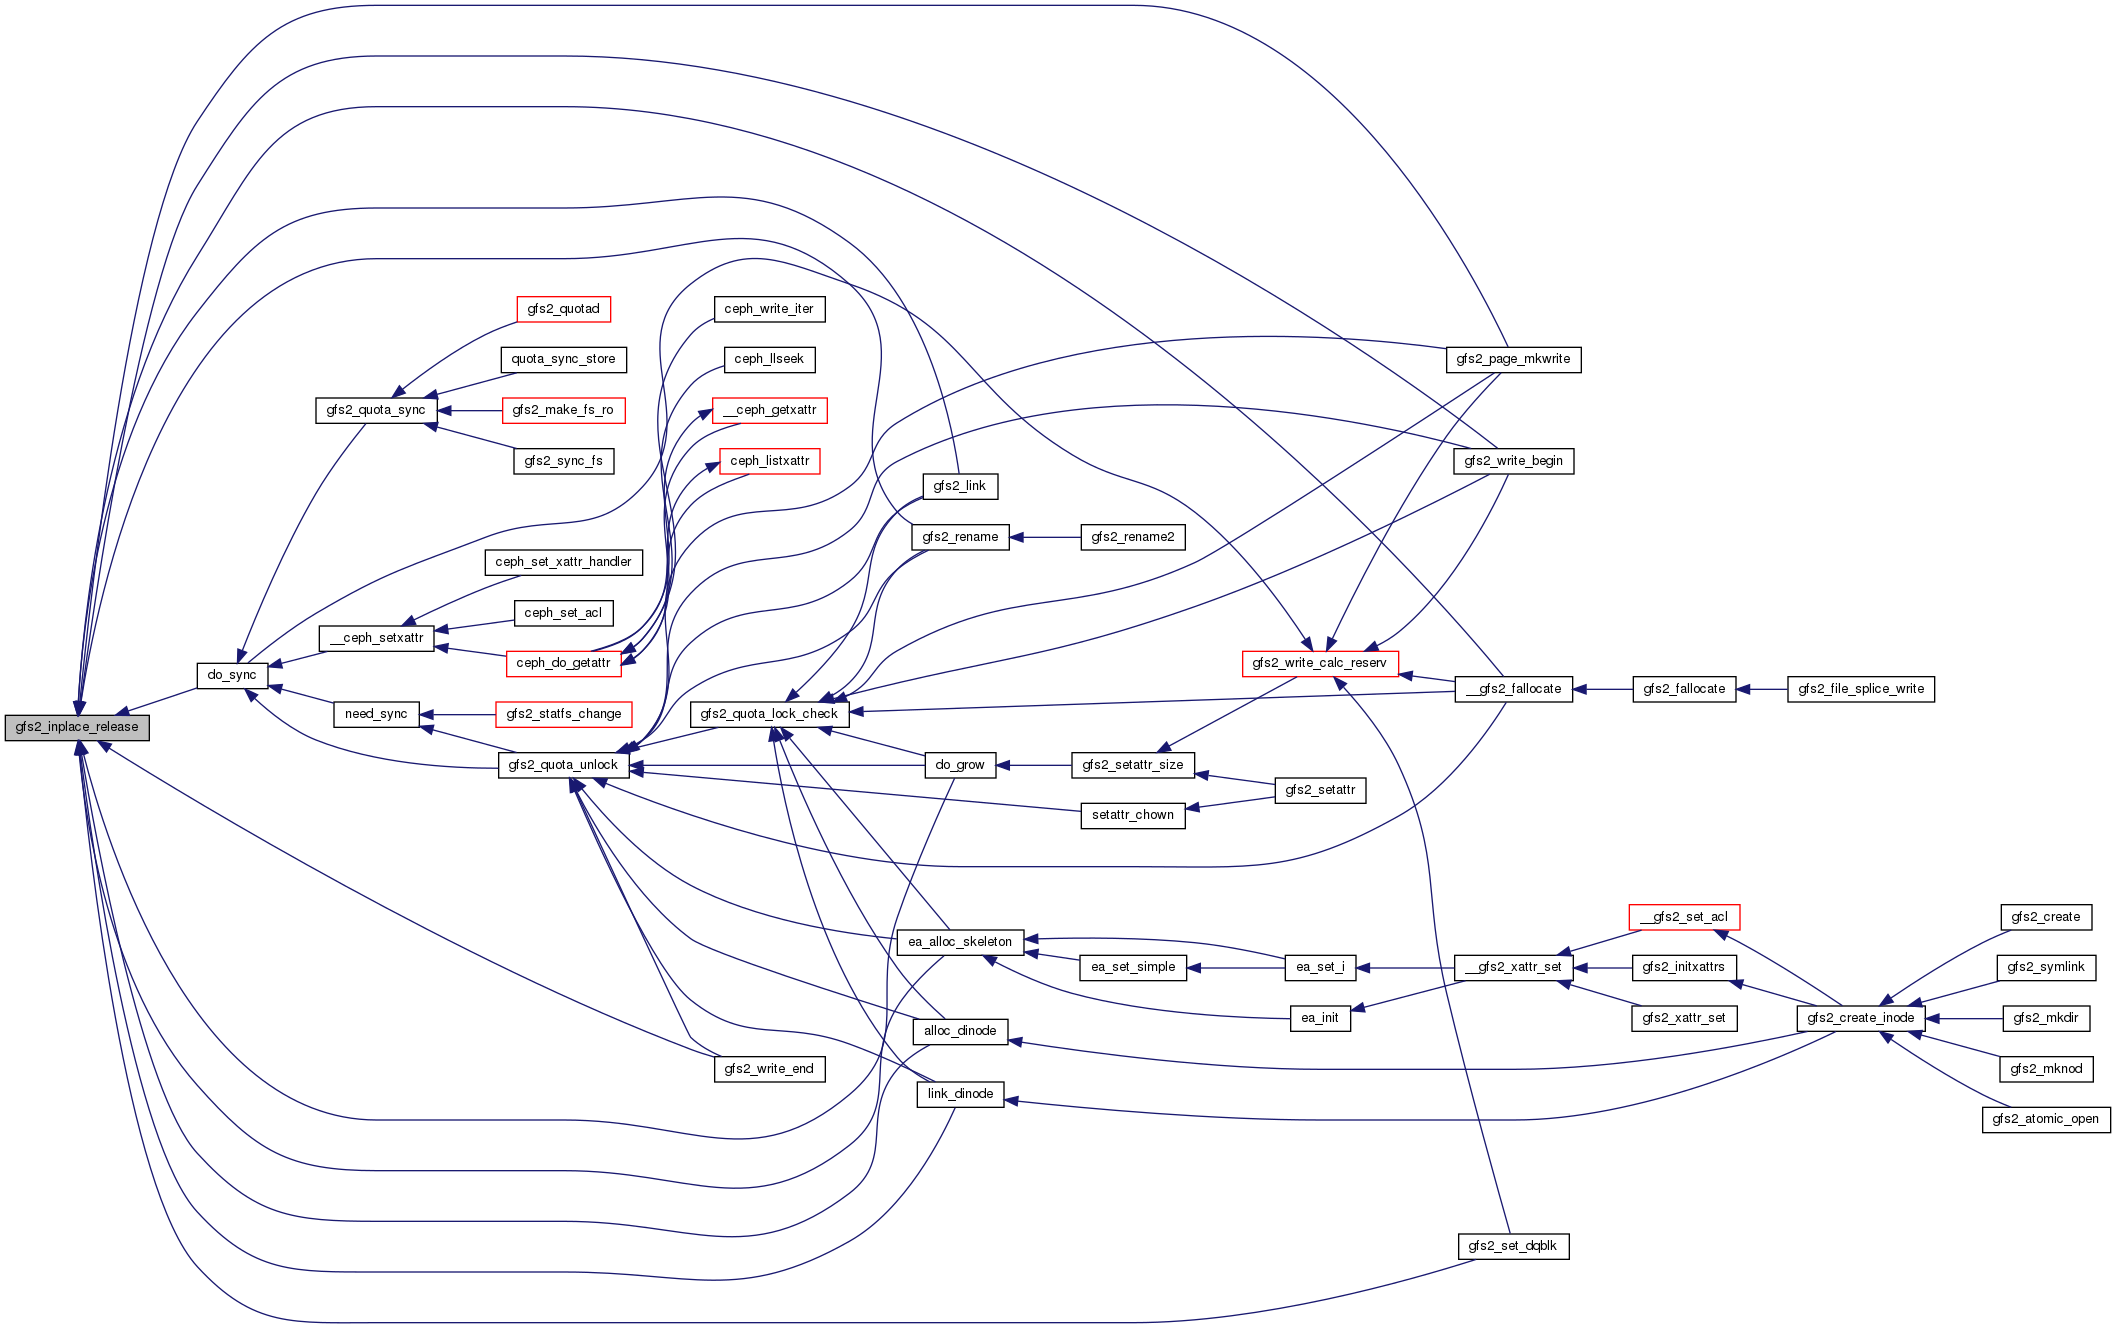 gfs2_inplace_release
do_sync
gfs2_quota_sync
gfs2_quotad
quota_sync_store
gfs2_make_fs_ro
gfs2_sync_fs
__ceph_setxattr
ceph_set_xattr_handler
ceph_set_acl
ceph_do_getattr
ceph_write_iter
ceph_llseek
__ceph_getxattr
ceph_listxattr
need_sync
gfs2_statfs_change
gfs2_quota_unlock
gfs2_quota_lock_check
gfs2_link
gfs2_rename
gfs2_rename2
do_grow
gfs2_setattr_size
setattr_chown
gfs2_setattr
gfs2_write_calc_reserv
gfs2_page_mkwrite
gfs2_write_begin
__gfs2_fallocate
gfs2_fallocate
gfs2_file_splice_write
ea_alloc_skeleton
ea_set_simple
ea_set_i
ea_init
__gfs2_xattr_set
__gfs2_set_acl
gfs2_initxattrs
gfs2_xattr_set
alloc_dinode
link_dinode
gfs2_write_end
gfs2_create_inode
gfs2_create
gfs2_symlink
gfs2_mkdir
gfs2_mknod
gfs2_atomic_open
gfs2_set_dqblk